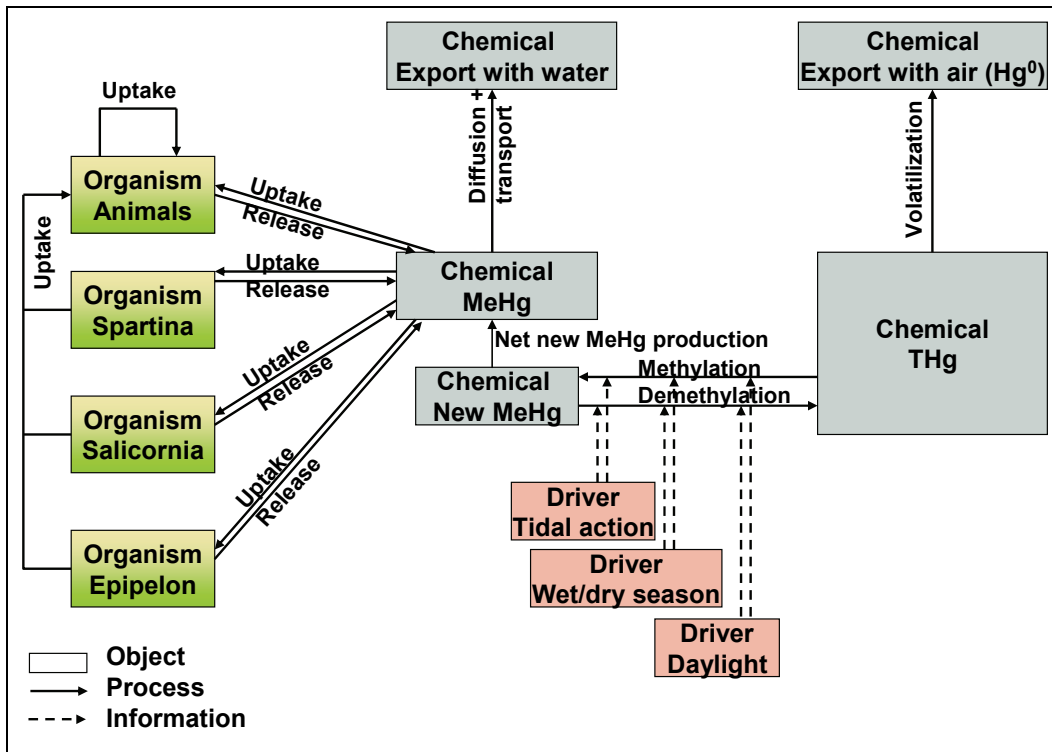 Chemical
Export with water
Chemical
Export with air (Hg⁰)
Uptake
Diffusion +
transport
Volatilization
Organism
Animals
Uptake
Release
Uptake
Organism
Spartina
Uptake
Release
Chemical
MeHg
Chemical
THg
Net new MeHg production
Chemical
New MeHg
Methylation
Demethylation
Organism
Salicornia
Uptake
Release
Uptake
Release
Organism
Epipelon
Driver
Tidal action
Driver
Wet/dry season
Driver
Daylight
Object
Process
Information